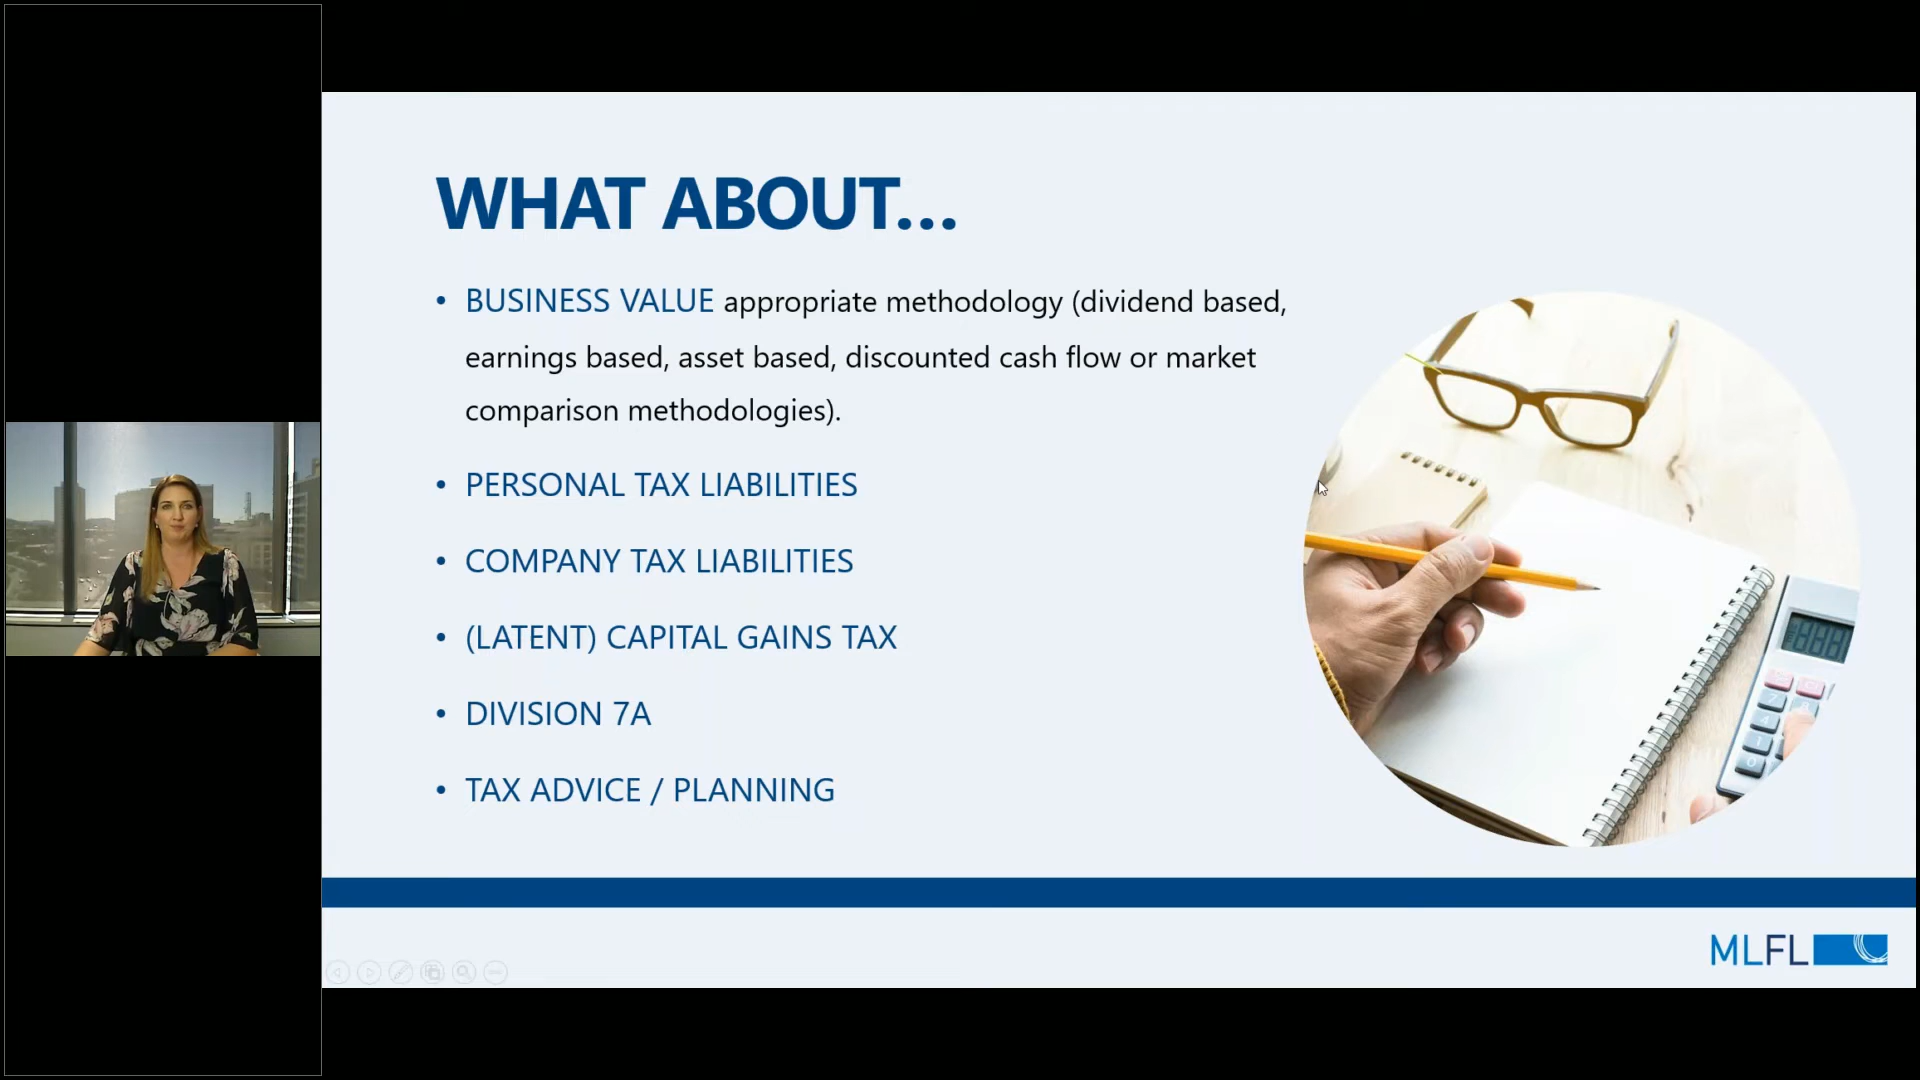 WHAT ABOUT...
• BUSINESS VALUE appropriate methodology (dividend based,
earnings based, asset based, discounted cash flow or market
comparison methodologies).
• PERSONAL TAX LIABILITIES
• COMPANY TAX LIABILITIES
• (LATENT) CAPITAL GAINS TAX
• DIVISION 7A
• TAX ADVICE / PLANNING
MLFL